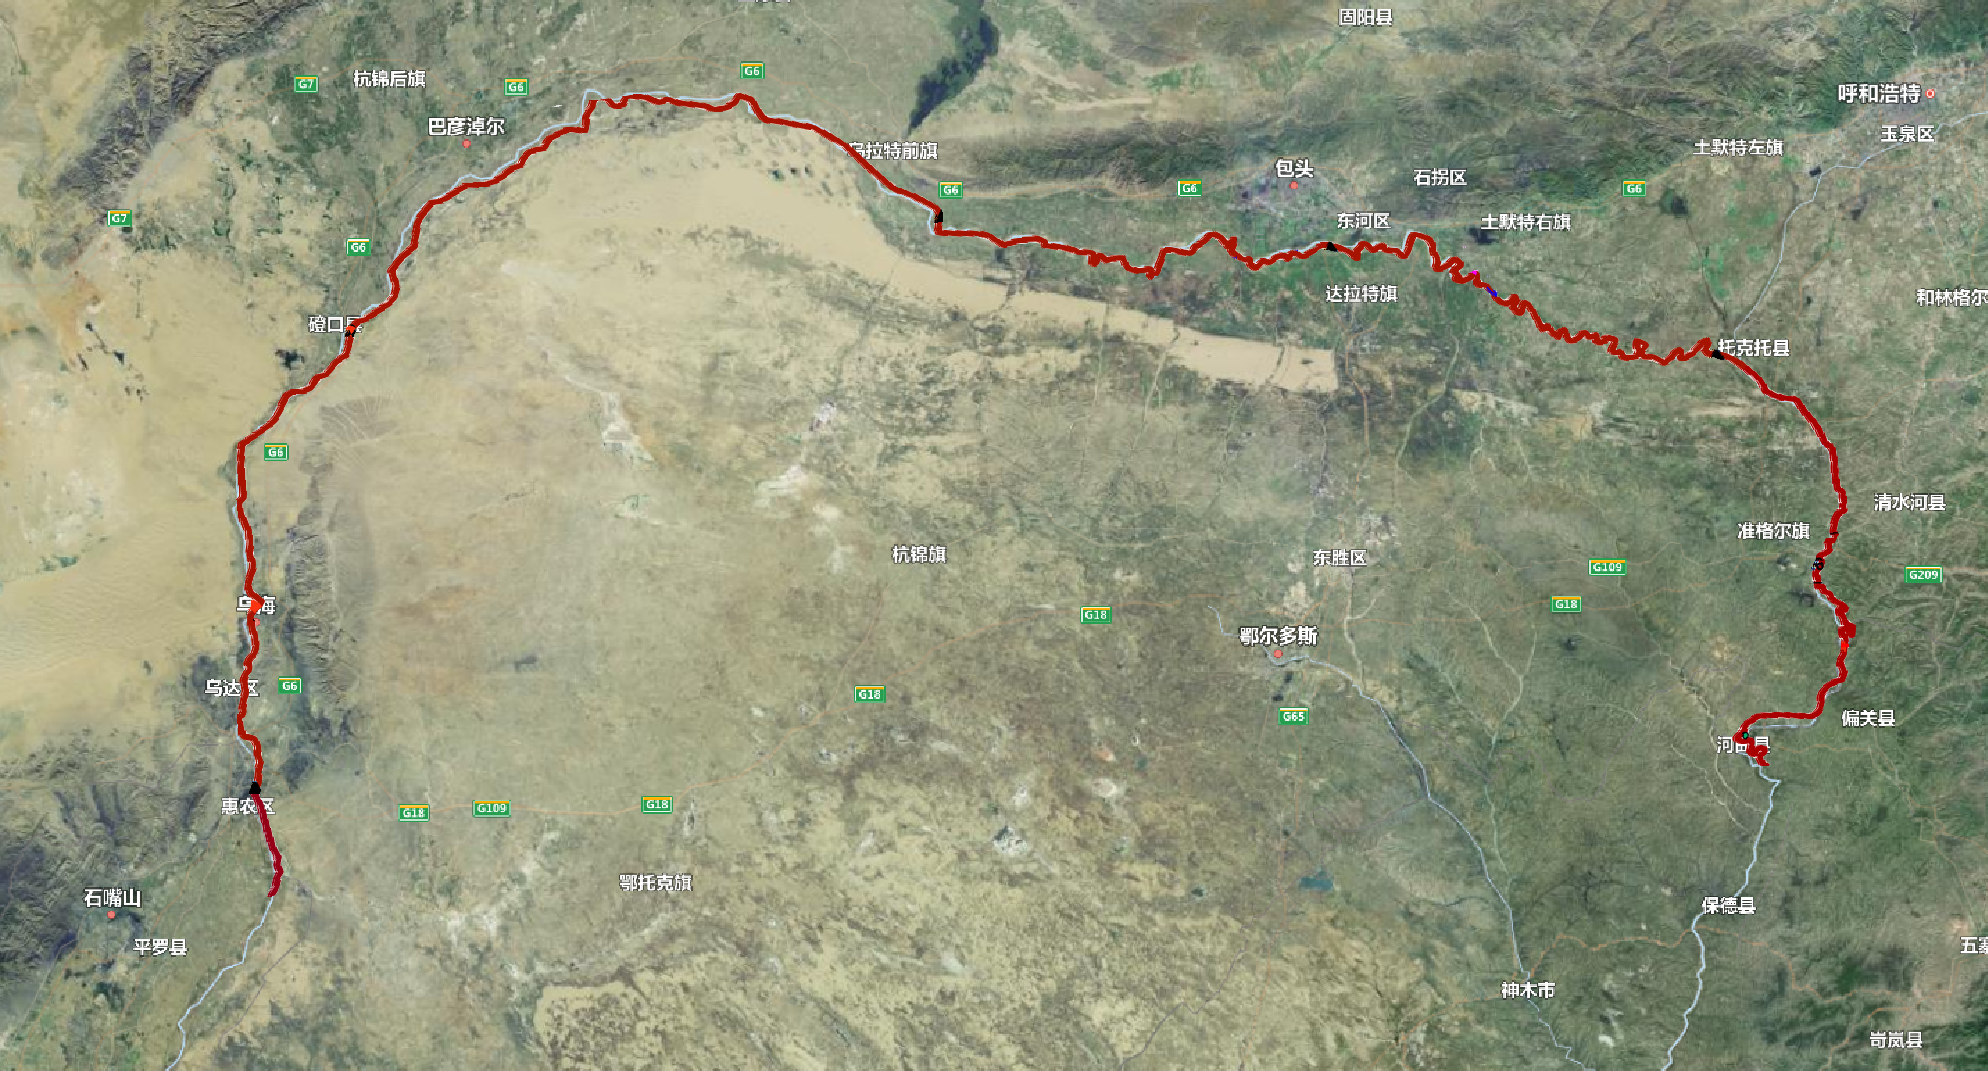 固阳县
G6
杭锦后旗
G7
G6
呼和浩特
巴彦淖尔
玉泉区
土默特左旗
乌拉特前旗
包头
石拐区
G6
G6
G6
G7
东河区
土默特右旗
G6
达拉特旗
和林格尔
磴口县
托克托县
G6
清水河县
准格尔旗
杭锦旗
东胜区
G109
G209
乌海
G18
G18
鄂尔多斯
乌达区
G6
G18
G65
偏关县
河曲县
惠农区
G18
G109
G18
鄂托克旗
石嘴山
保德县
平罗县
五寨
神木市
岢岚县